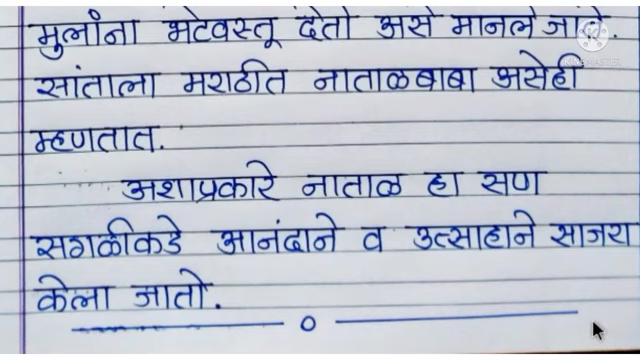 मुलांना भेटवस्तू देतो असे मानले जाते.
सांताला मराठीत नाताळबाबा असेही
म्हणतात.
अशाप्रकारे नाताळ हा सण
सगळीकडे आनंदाने व उत्साहाने साजरा
केला जातो.